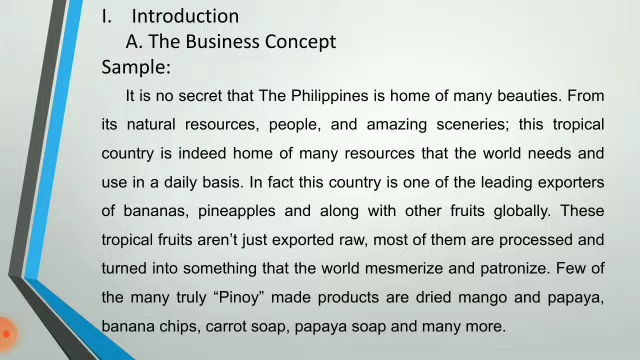 I. Introduction
A. The Business Concept
Sample:
It is no secret that The Philippines is home of many beauties. From
its natural resources, people, and amazing sceneries; this tropical
country is indeed home of many resources that the world needs and
use in a daily basis. In fact this country is one of the leading exporters
of bananas, pineapples and along with other fruits globally. These
tropical fruits aren't just exported raw, most of them are processed and
turned into something that the world mesmerize and patronize. Few of
the many truly “Pinoy” made products are dried mango and papaya,
banana chips, carrot soap, papaya soap and many more.